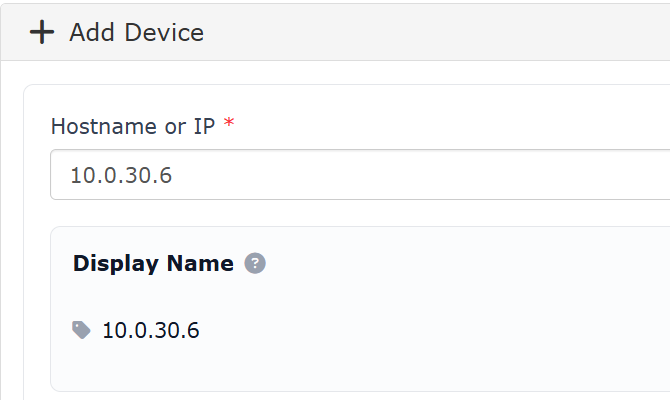 Add Device
Hostname or IP *
10.0.30.6
Display Name ?
10.0.30.6